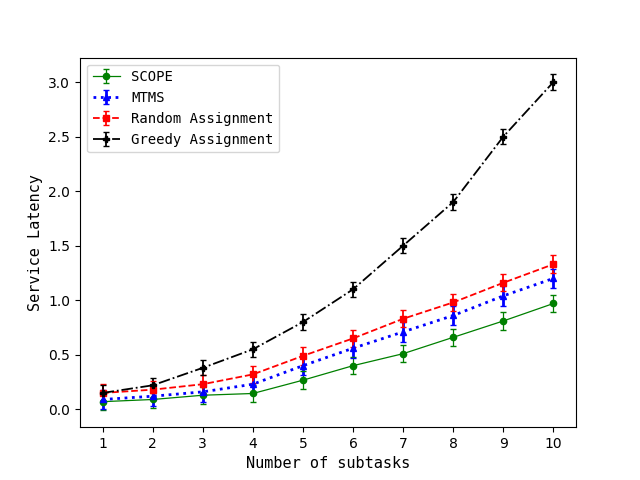 SCOPE
MTMS
Random Assignment
Greedy Assignment
3.0
2.5
2.0
1.5
1.0
0.5
0.0
Service Latency
1 2 3 4 5 6 7 8 9 10
Number of subtasks